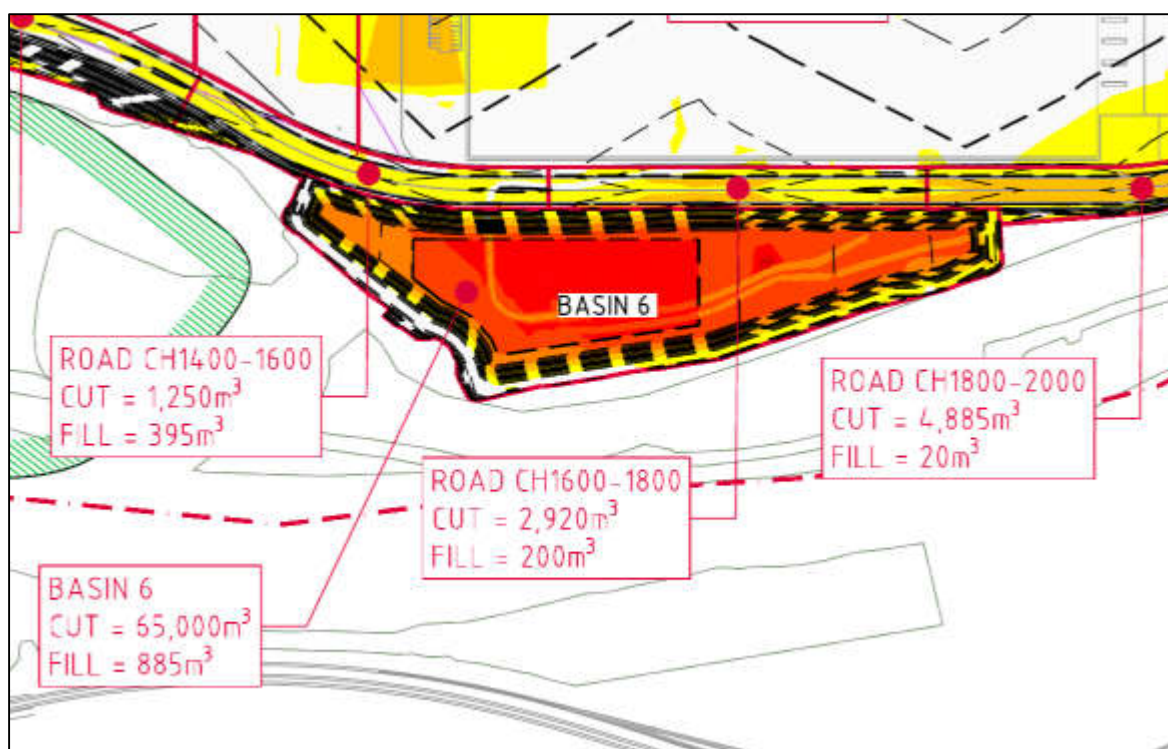 BASIN 6
ROAD CH1400-1600
CUT = 1,250m³
FILL = 395m³
ROAD CH1800-2000
CUT = 4,885m³
FILL = 20m³
ROAD CH1600-1800
CUT = 2,920m³
FILL = 200m³
BASIN 6
CUT = 65,000m³
FILL = 885m³